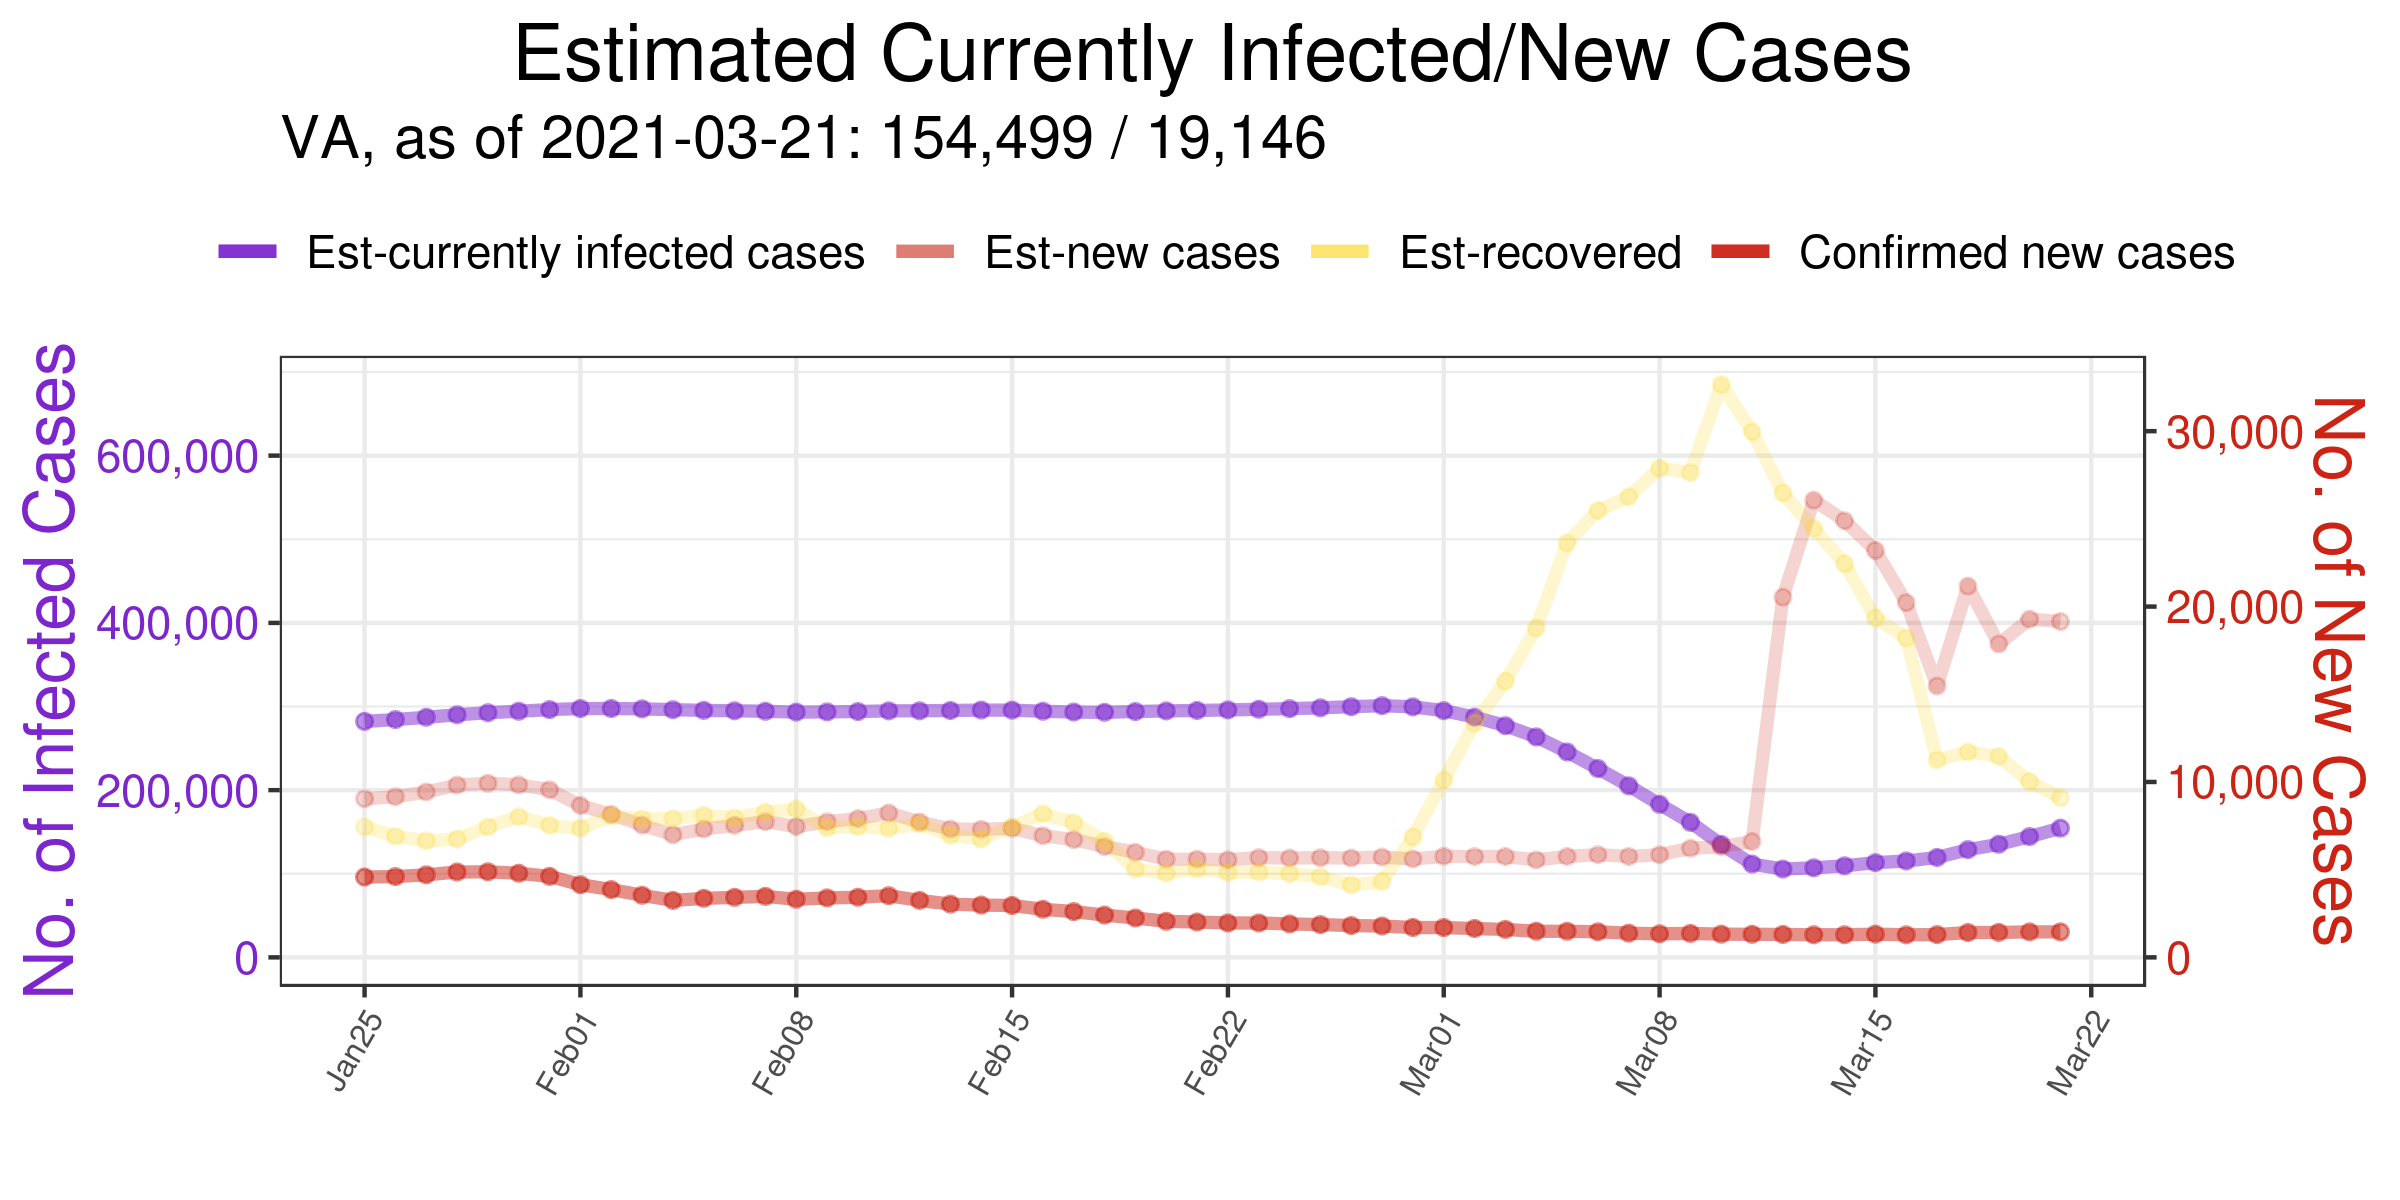 Estimated Currently Infected/New Cases
VA, as of 2021-03-21: 154,499 / 19,146
Est-currently infected cases Est-new cases Est-recovered Confirmed new cases
No. of Infected Cases
600,000
400,000
200,000
0
30,000
20,000
10,000
0
No. of New Cases
Jan25 Feb01 Feb08 Feb15 Feb22 Mar01 Mar08 Mar15 Mar22